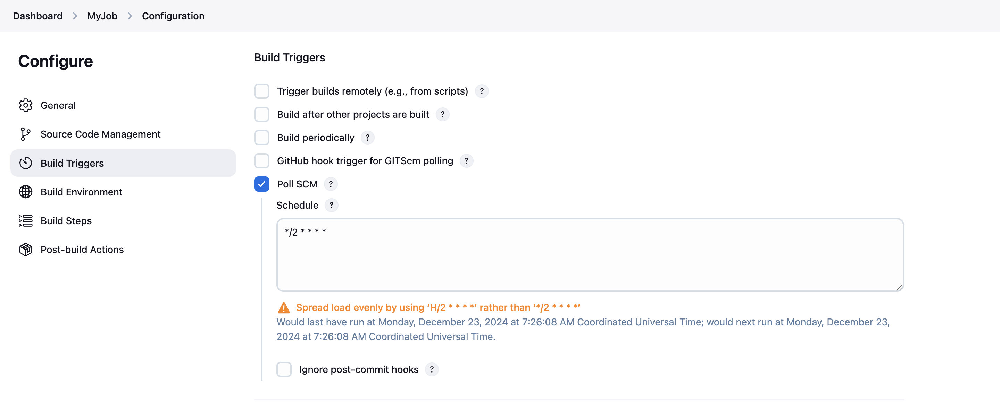 Dashboard > MyJob > Configuration
Configure
General
Source Code Management
Build Triggers
Build Environment
Build Steps
Post-build Actions
Build Triggers
Trigger builds remotely (e.g., from scripts) ?
Build after other projects are built ?
Build periodically ?
GitHub hook trigger for GITScm polling ?
Poll SCM ?
Schedule ?
*/2 * * * *
Spread load evenly by using ‘H/2 * * * *’ rather than ‘*/2 * * * *’
Would last have run at Monday, December 23, 2024 at 7:26:08 AM Coordinated Universal Time; would next run at Monday, December 23,
2024 at 7:26:08 AM Coordinated Universal Time.
Ignore post-commit hooks ?